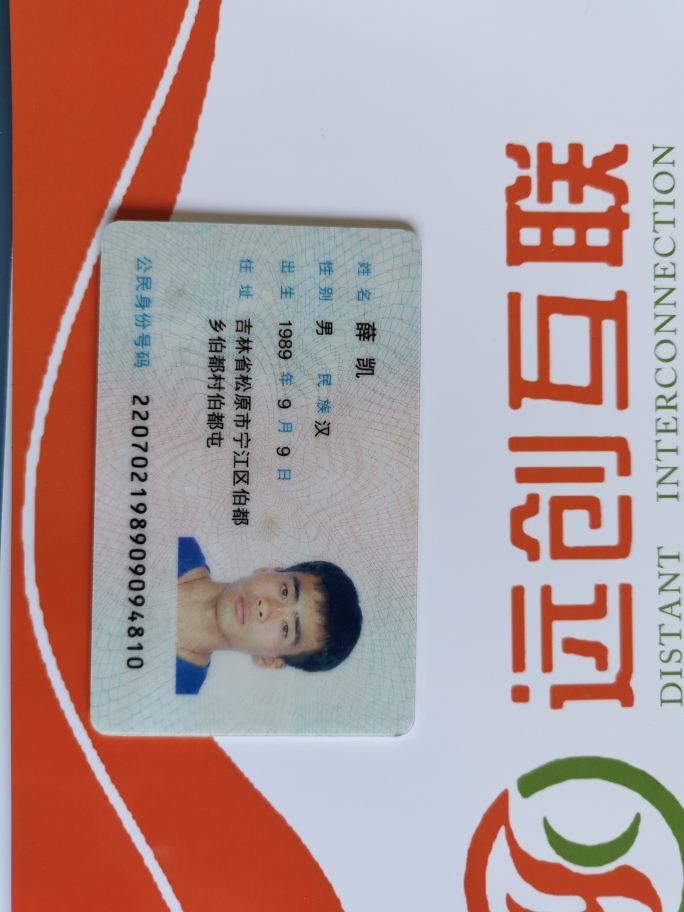 姓名 薛凯
性别 男 民族 汉
出生 1989 年 9 月 9 日
住址 吉林省松原市宁江区伯都
乡伯都村伯都屯
公民身份号码 220702198909094810
远创互联
DISTANT INTERCONNECTION